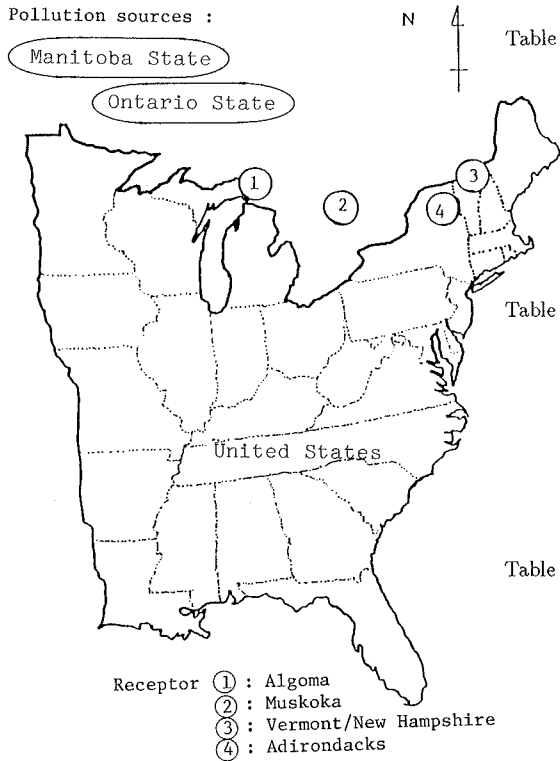 Pollution sources :
N
Table
Manitoba State
Ontario State
1
2
3
4
Table
United States
Table
Receptor 1 : Algoma
2 : Muskoka
3 : Vermont/New Hampshire
4 : Adirondacks